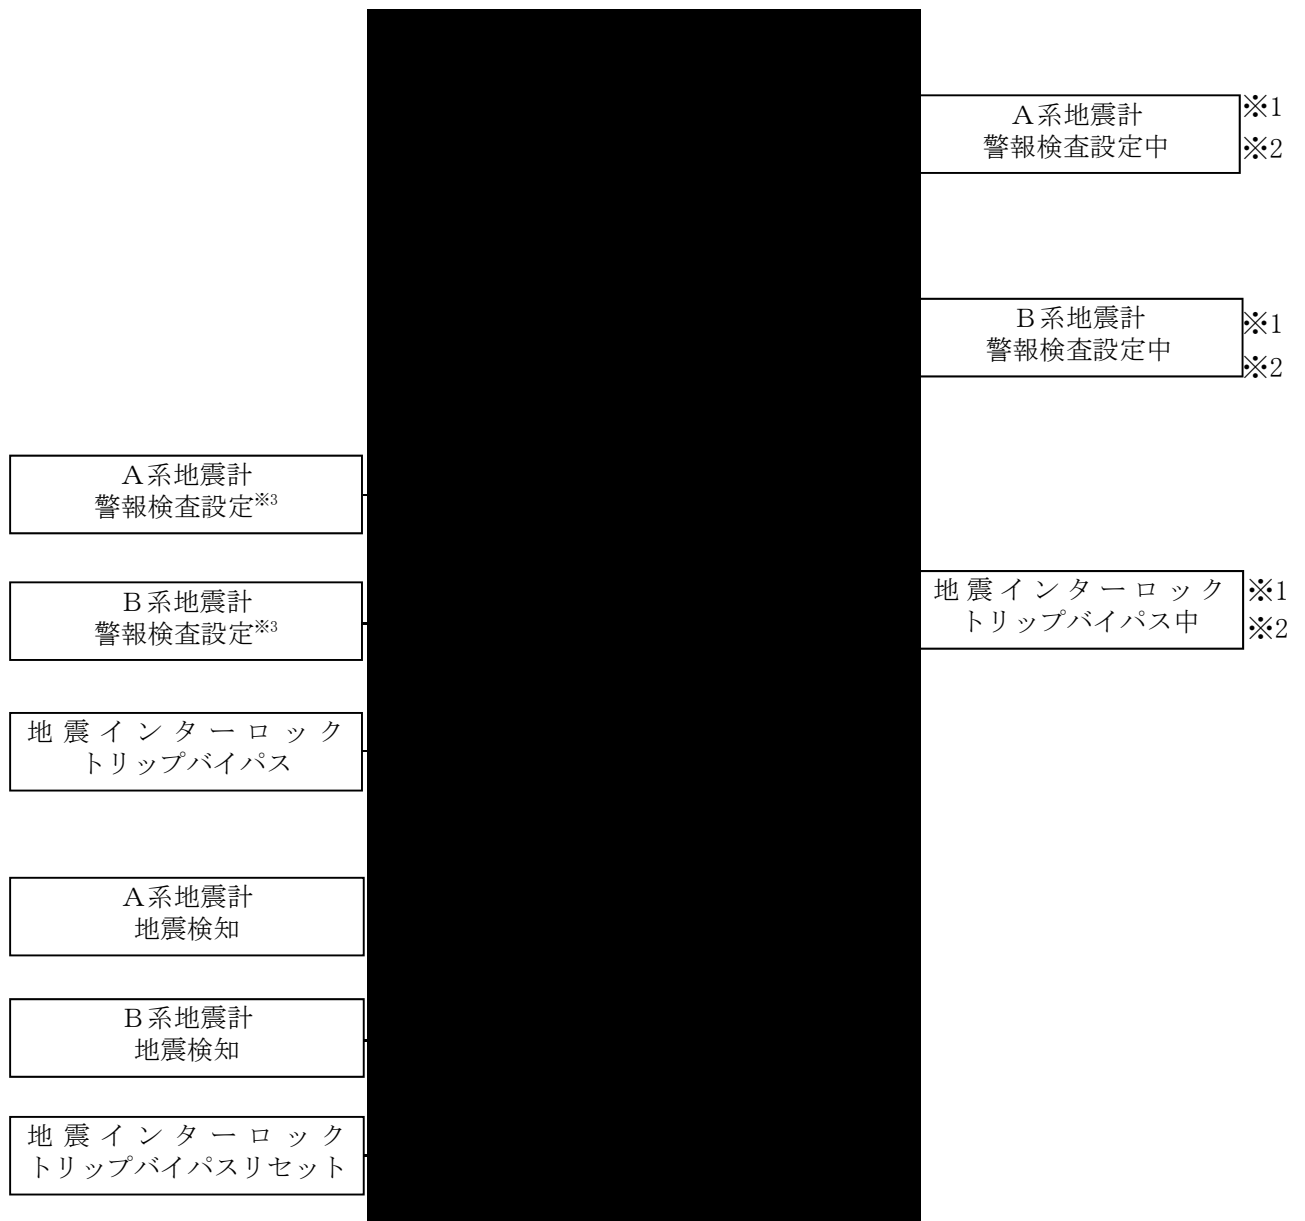 A系地震計
警報検査設定中
※1
※2
B系地震計
警報検査設定中
※1
※2
A系地震計
警報検査設定※3
B系地震計
警報検査設定※3
地震インターロック
トリップバイパス中
※1
※2
地震インターロック
トリップバイパス
A系地震計
地震検知
B系地震計
地震検知
地震インターロック
トリップバイパスリセット